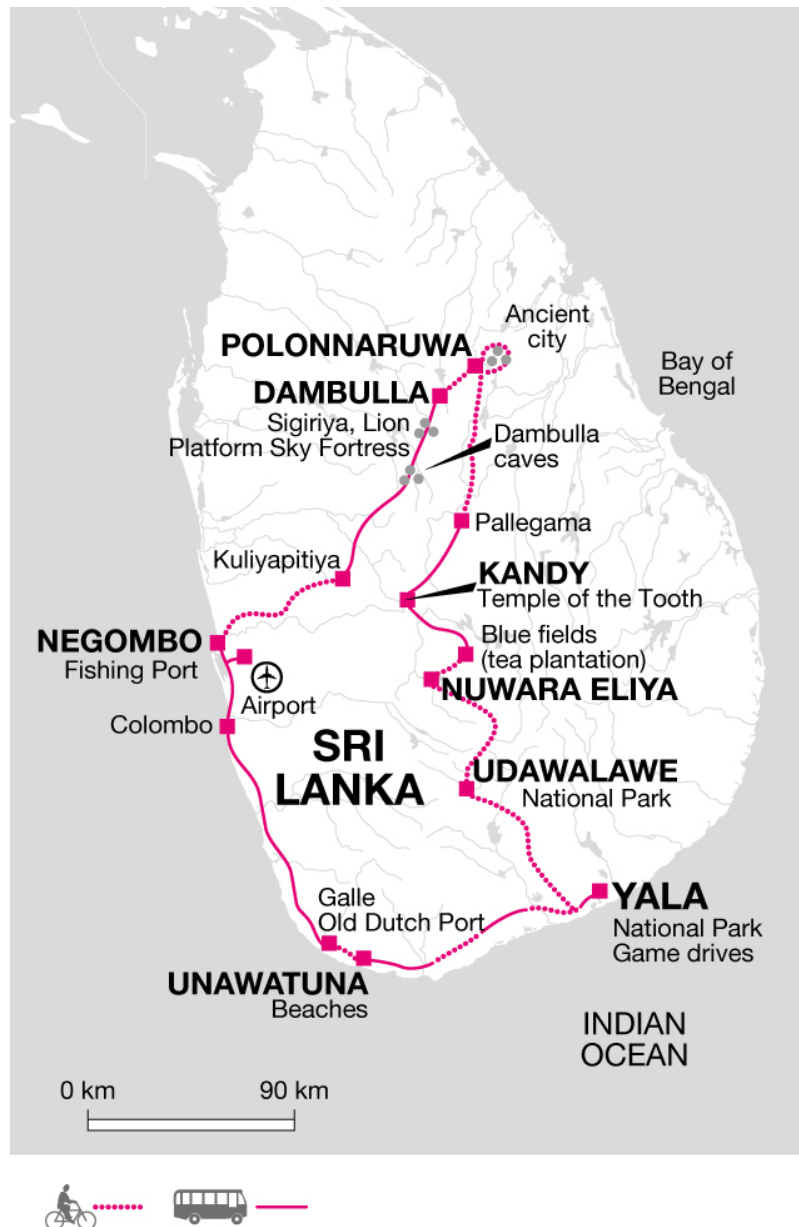 Ancient
city
POLONNARUWA
Bay of
Bengal
DAMBULLA
Sigiriya, Lion
Platform Sky Fortress
Dambulla
caves
Pallegama
Kuliyapitiya
KANDY
Temple of the Tooth
NEGOMBO
Fishing Port
Blue fields
(tea plantation)
NUWARA ELIYA
Airport
Colombo
SRI
LANKA
UDAWALAWE
National Park
YALA
National Park
Game drives
Galle
Old Dutch Port
UNAWATUNA
Beaches
INDIAN
OCEAN
0 km
90 km